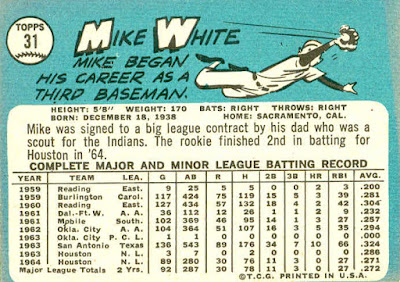 TOPPS
31
MIKE WHITE
MIKE BEGAN
HIS CAREER AS A
THIRD BASEMAN.
HEIGHT: 5'8" WEIGHT: 170 BATS: RIGHT THROWS: RIGHT
BORN: DECEMBER 18, 1938 HOME: SACRAMENTO, CAL.
Mike was signed to a big league contract by his dad who was
a scout for the Indians. The rookie finished 2nd in batting for
Houston in '64.
COMPLETE MAJOR AND MINOR LEAGUE BATTING RECORD
YEAR TEAM LEA. G AB R H 2B 3B HR RBI AVG.
1959 Reading East. 9 25 5 5 0 0 0 3 .200
1959 Burlington Carol. 117 424 75 119 15 5 3 39 .281
1960 Reading East. 127 434 57 132 18 4 2 42 .304
1961 Dal.-Ft. W. A. A. 36 112 12 26 1 1 2 9 .232
1961 Mobile South. 102 369 46 95 14 1 3 27 .257
1962 Okla. City A. A. 104 364 51 107 16 3 5 35 .294
1962 Okla. City P. C. L. 1 0 0 0 0 0 0 0 .000
1963 San Antonio Texas 136 543 89 176 34 7 10 66 .324
1963 Houston N. L. 3 7 0 2 0 0 0 0 .286
1964 Houston N. L. 89 280 30 76 11 3 0 27 .271
Major League Totals 2 Yrs. 92 287 30 78 11 3 0 27 .272
©T.C.G. PRINTED IN U.S.A.